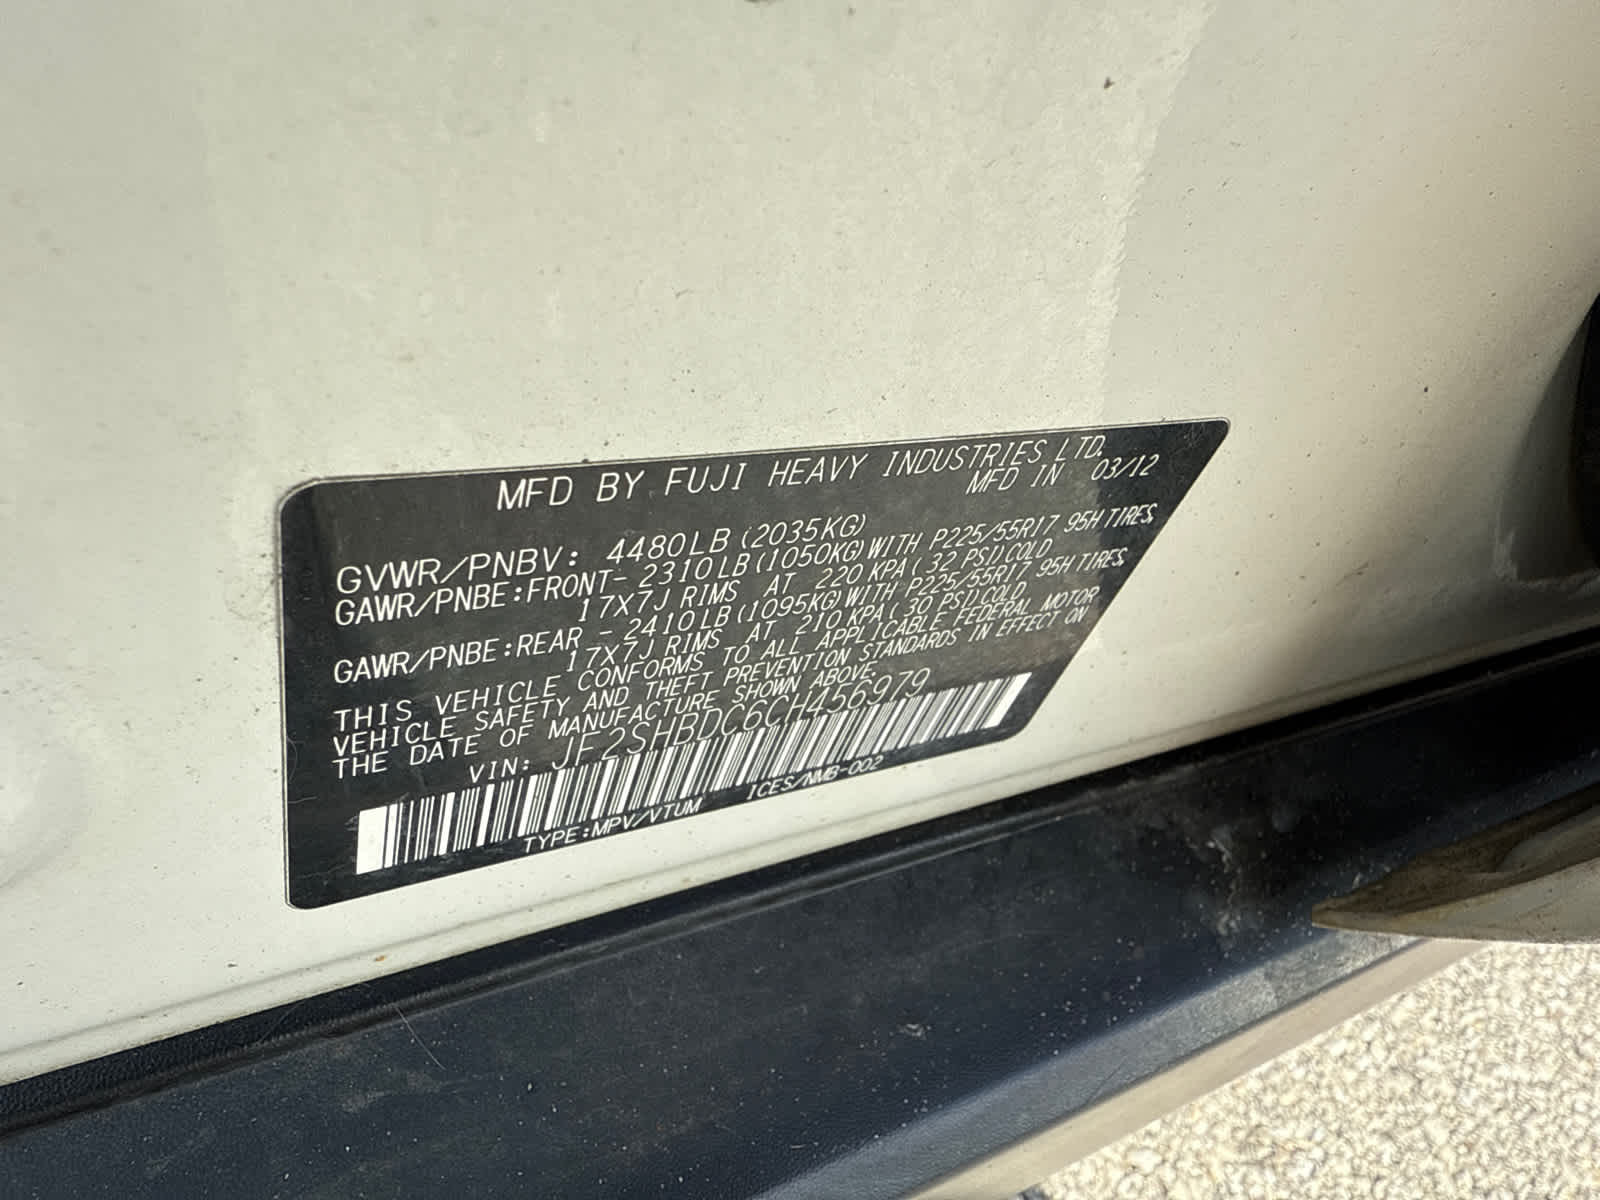 MFD BY FUJI HEAVY INDUSTRIES LTD.
MFD IN 03/12
GVWR/PNBV: 4480LB (2035KG)
GAWR/PNBE:FRONT- 2310LB(1050KG)WITH P225/55R17 95H TIRES,
17X7J RIMS AT 220 KPA( 32 PSI)COLD
GAWR/PNBE:REAR - 2410LB(1095KG)WITH P225/55R17 95H TIRES,
17X7J RIMS AT 210 KPA( 30 PSI)COLD
THIS VEHICLE CONFORMS TO ALL APPLICABLE FEDERAL MOTOR
VEHICLE SAFETY AND THEFT PREVENTION STANDARDS IN EFFECT ON
THE DATE OF MANUFACTURE SHOWN ABOVE.
VIN: JF2SHBDC6CH456979
TYPE:MPV/VTUM ICES/NMB-002